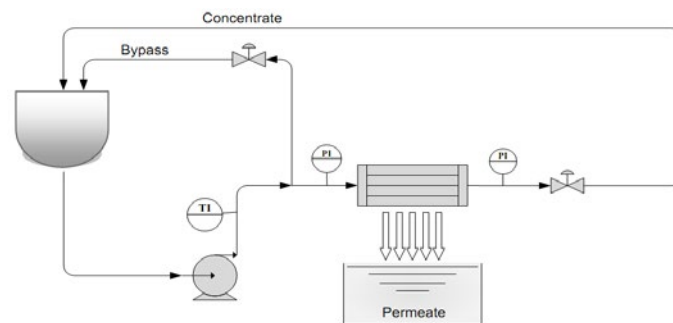 Concentrate
Bypass
PI
PI
TI
Permeate